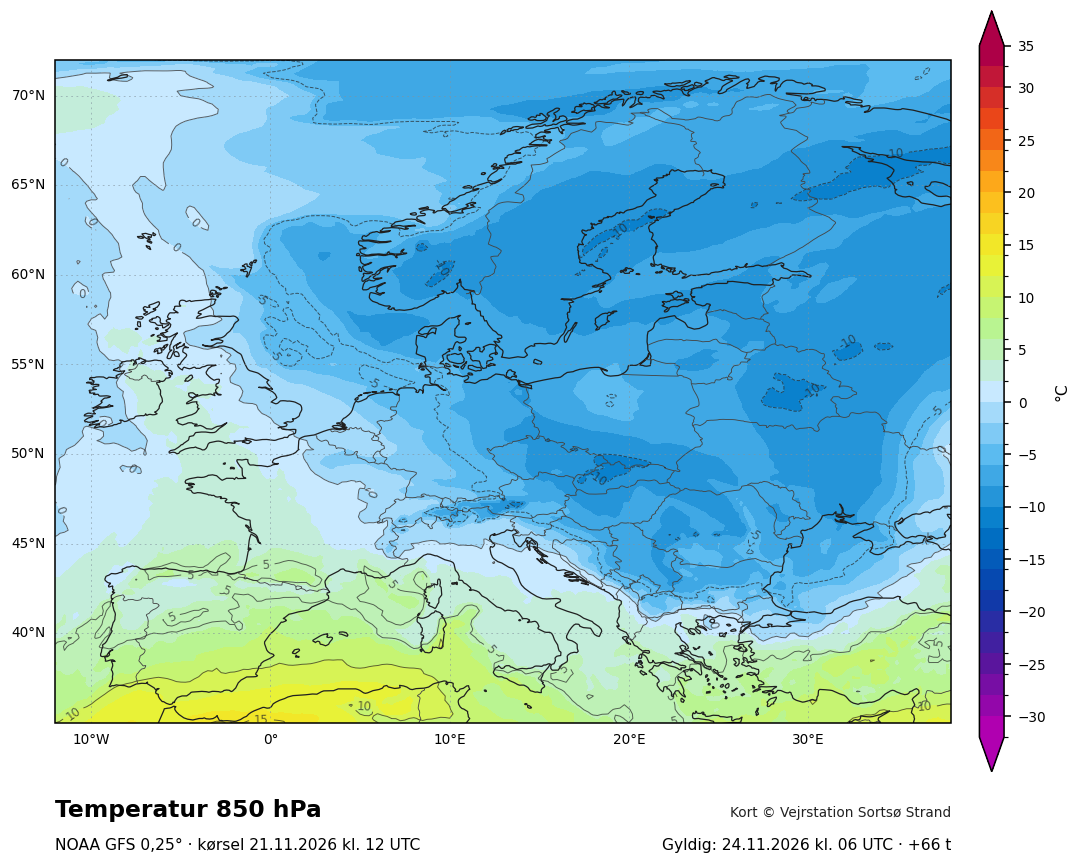 70°N
65°N
60°N
55°N
50°N
45°N
40°N
10°W 0° 10°E 20°E 30°E
35
30
25
20
15
10
5
0
−5
−10
−15
−20
−25
−30
°C
Temperatur 850 hPa
Kort © Vejrstation Sortsø Strand
NOAA GFS 0,25° · kørsel 21.11.2026 kl. 12 UTC
Gyldig: 24.11.2026 kl. 06 UTC · +66 t